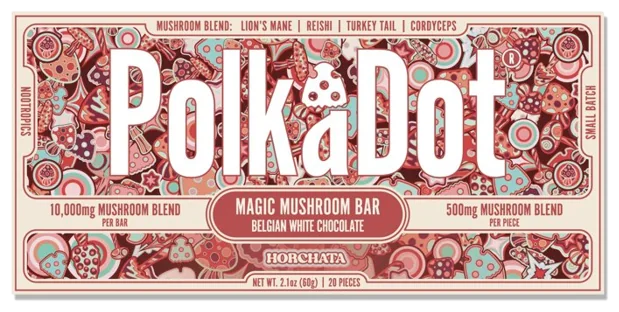 MUSHROOM BLEND: LION'S MANE | REISHI | TURKEY TAIL | CORDYCEPS
PolkaDot®
NOOTROPICS
SMALL BATCH
10,000mg MUSHROOM BLEND
PER BAR
MAGIC MUSHROOM BAR
BELGIAN WHITE CHOCOLATE
500mg MUSHROOM BLEND
PER PIECE
HORCHATA
NET WT. 2.1oz (60g) | 20 PIECES